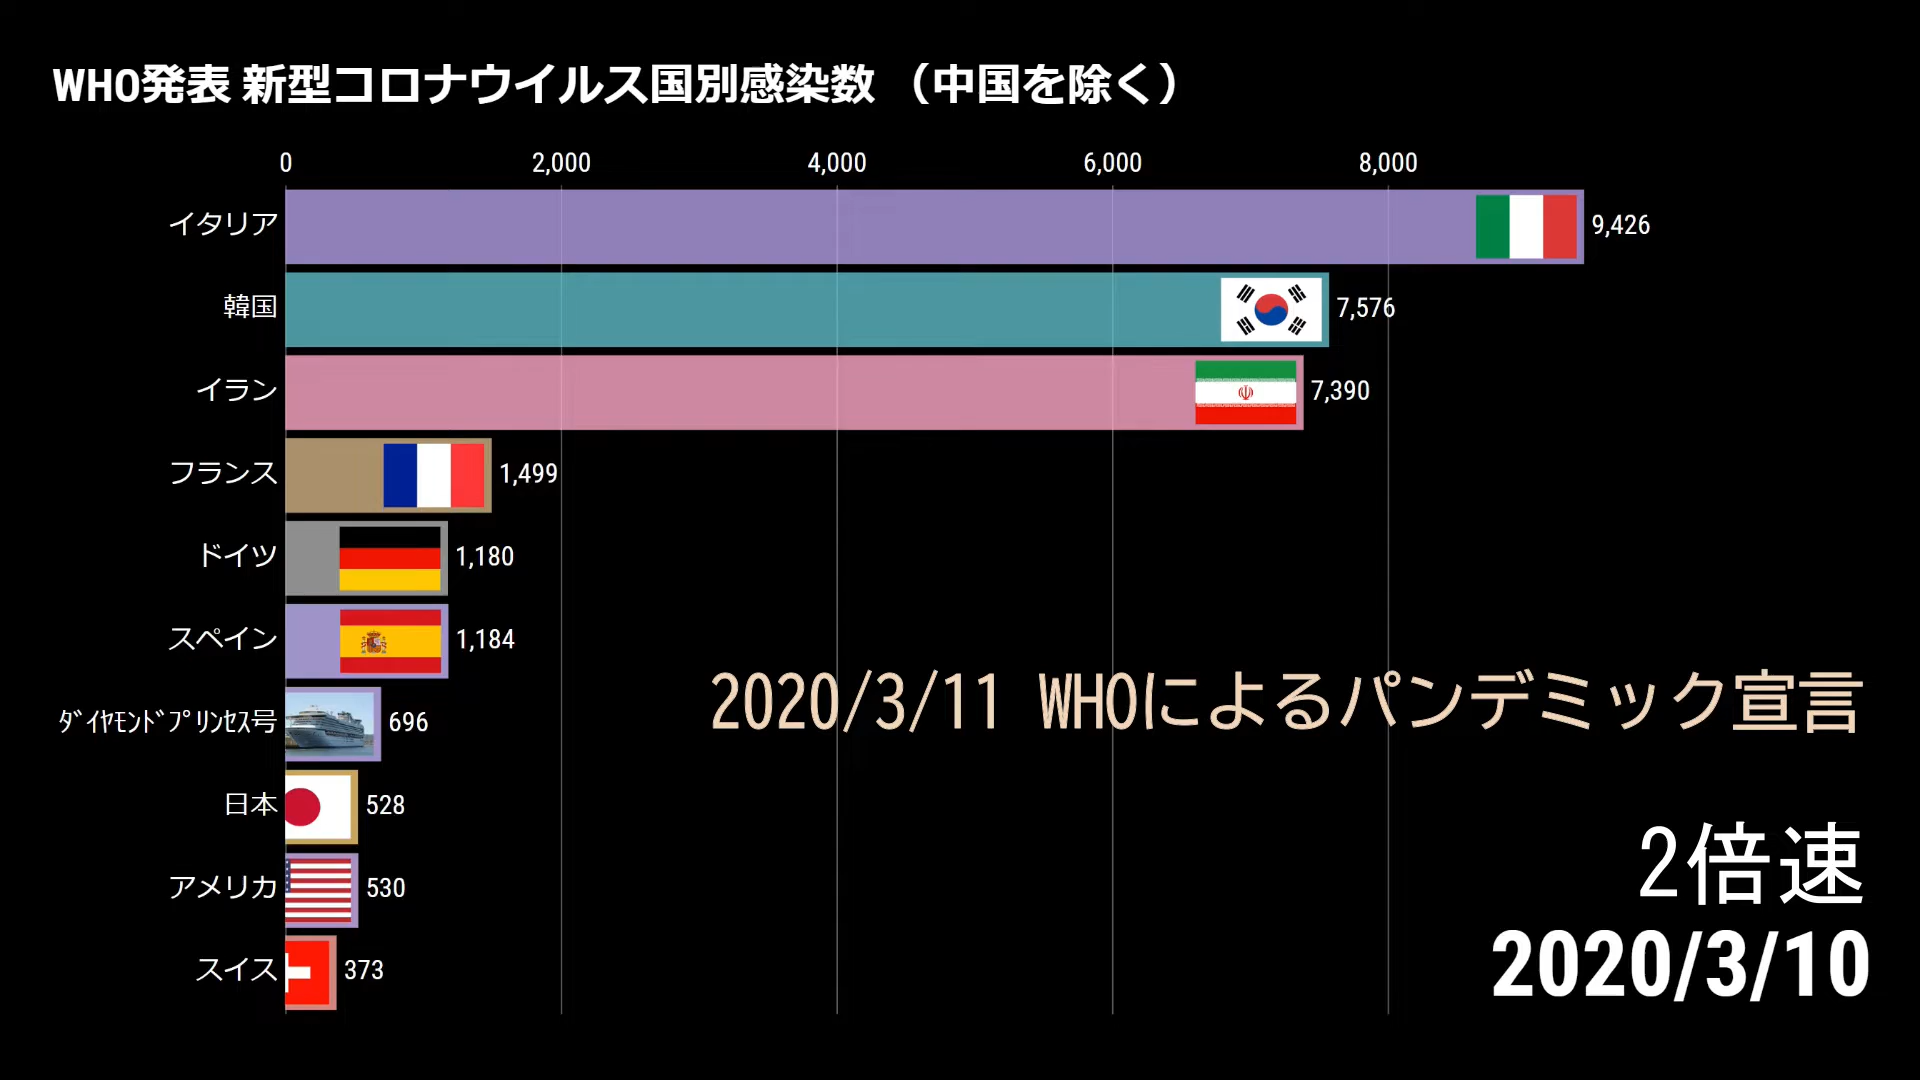 WHO発表 新型コロナウイルス国別感染数 （中国を除く）
0 2,000 4,000 6,000 8,000
イタリア 9,426
韓国 7,576
イラン 7,390
フランス 1,499
ドイツ 1,180
スペイン 1,184
ﾀﾞｲﾔﾓﾝﾄﾞﾌﾟﾘﾝｾｽ号 696
2020/3/11 WHOによるパンデミック宣言
日本 528
アメリカ 530
2倍速
スイス 373
2020/3/10